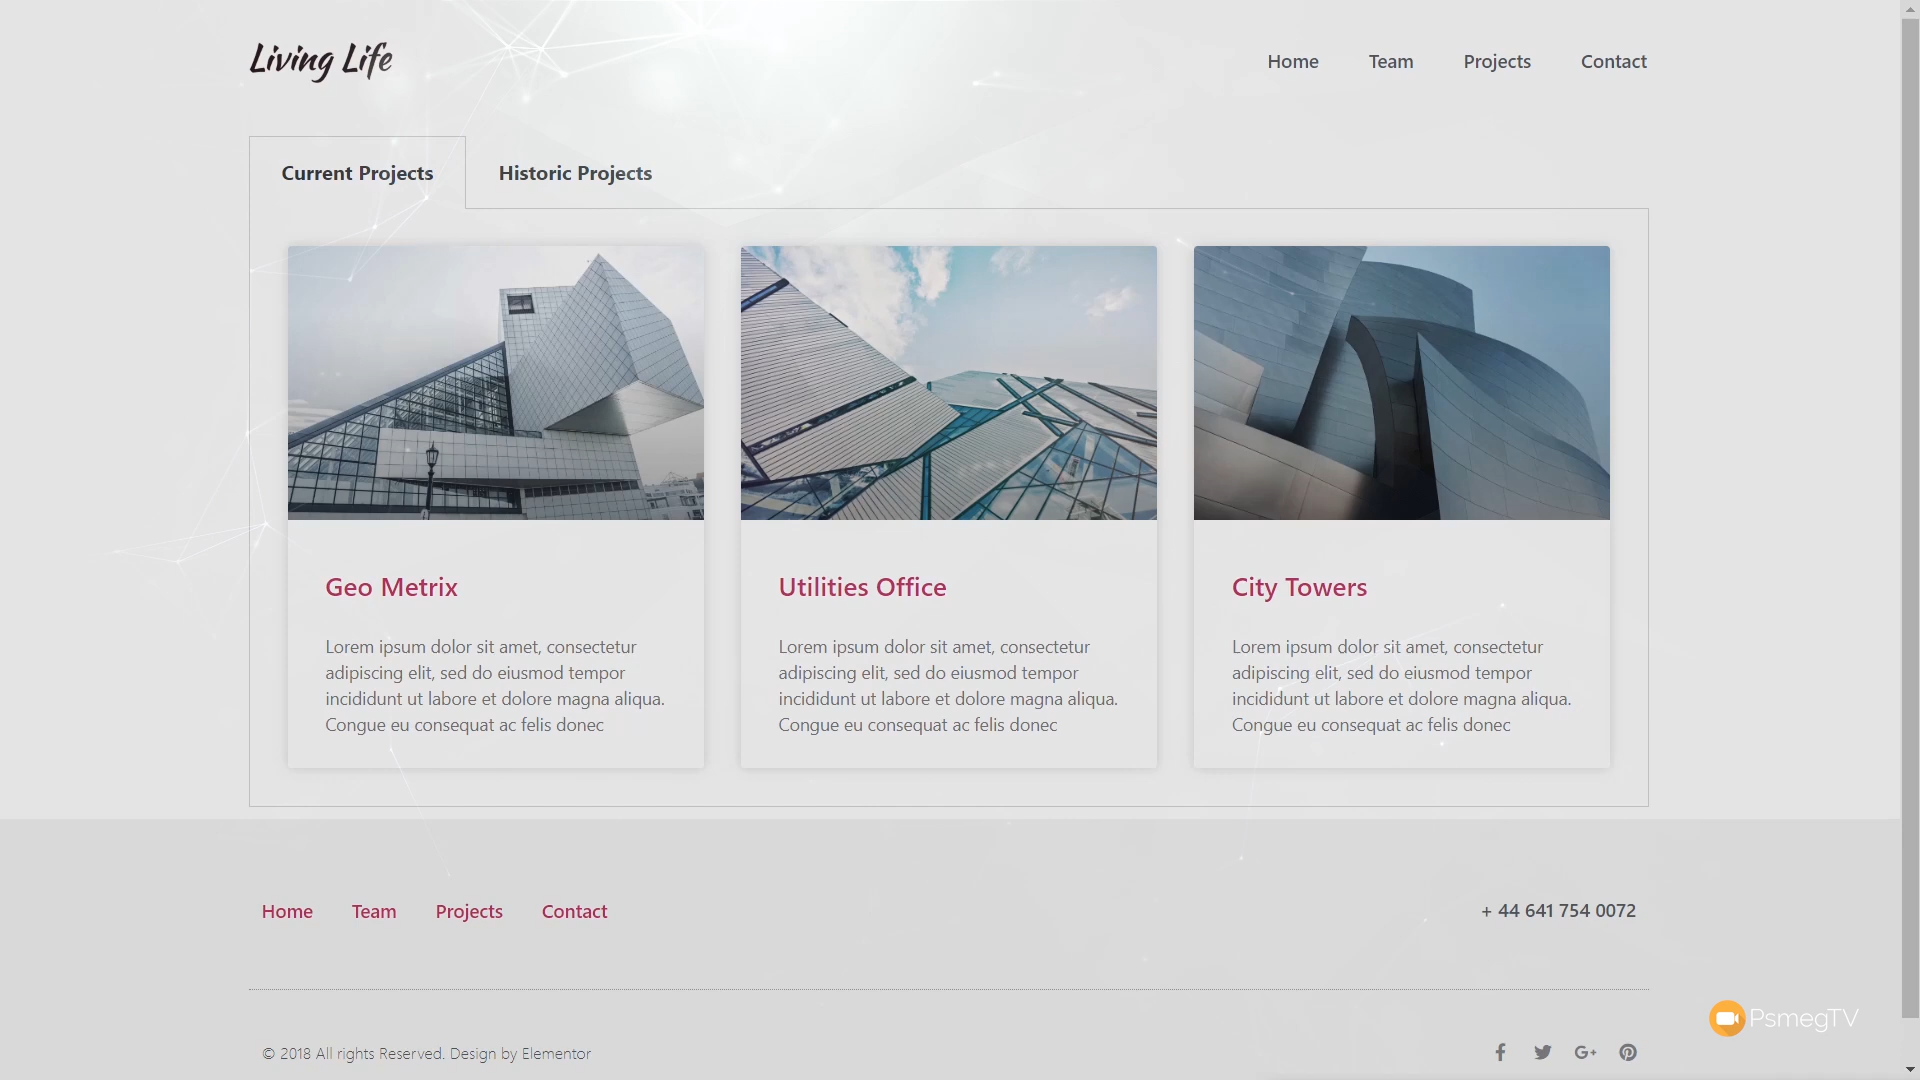 Living Life
Home Team Projects Contact
Current Projects Historic Projects
Geo Metrix
Lorem ipsum dolor sit amet, consectetur
adipiscing elit, sed do eiusmod tempor
incididunt ut labore et dolore magna aliqua.
Congue eu consequat ac felis donec
Utilities Office
Lorem ipsum dolor sit amet, consectetur
adipiscing elit, sed do eiusmod tempor
incididunt ut labore et dolore magna aliqua.
Congue eu consequat ac felis donec
City Towers
Lorem ipsum dolor sit amet, consectetur
adipiscing elit, sed do eiusmod tempor
incididunt ut labore et dolore magna aliqua.
Congue eu consequat ac felis donec
Home Team Projects Contact
+ 44 641 754 0072
PsmegTV
© 2018 All rights Reserved. Design by Elementor